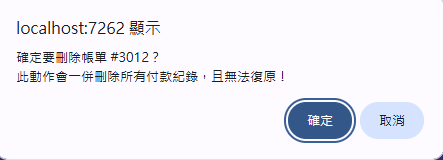 localhost:7262 顯示
確定要刪除帳單 #3012？
此動作會一併刪除所有付款紀錄，且無法復原！
確定
取消